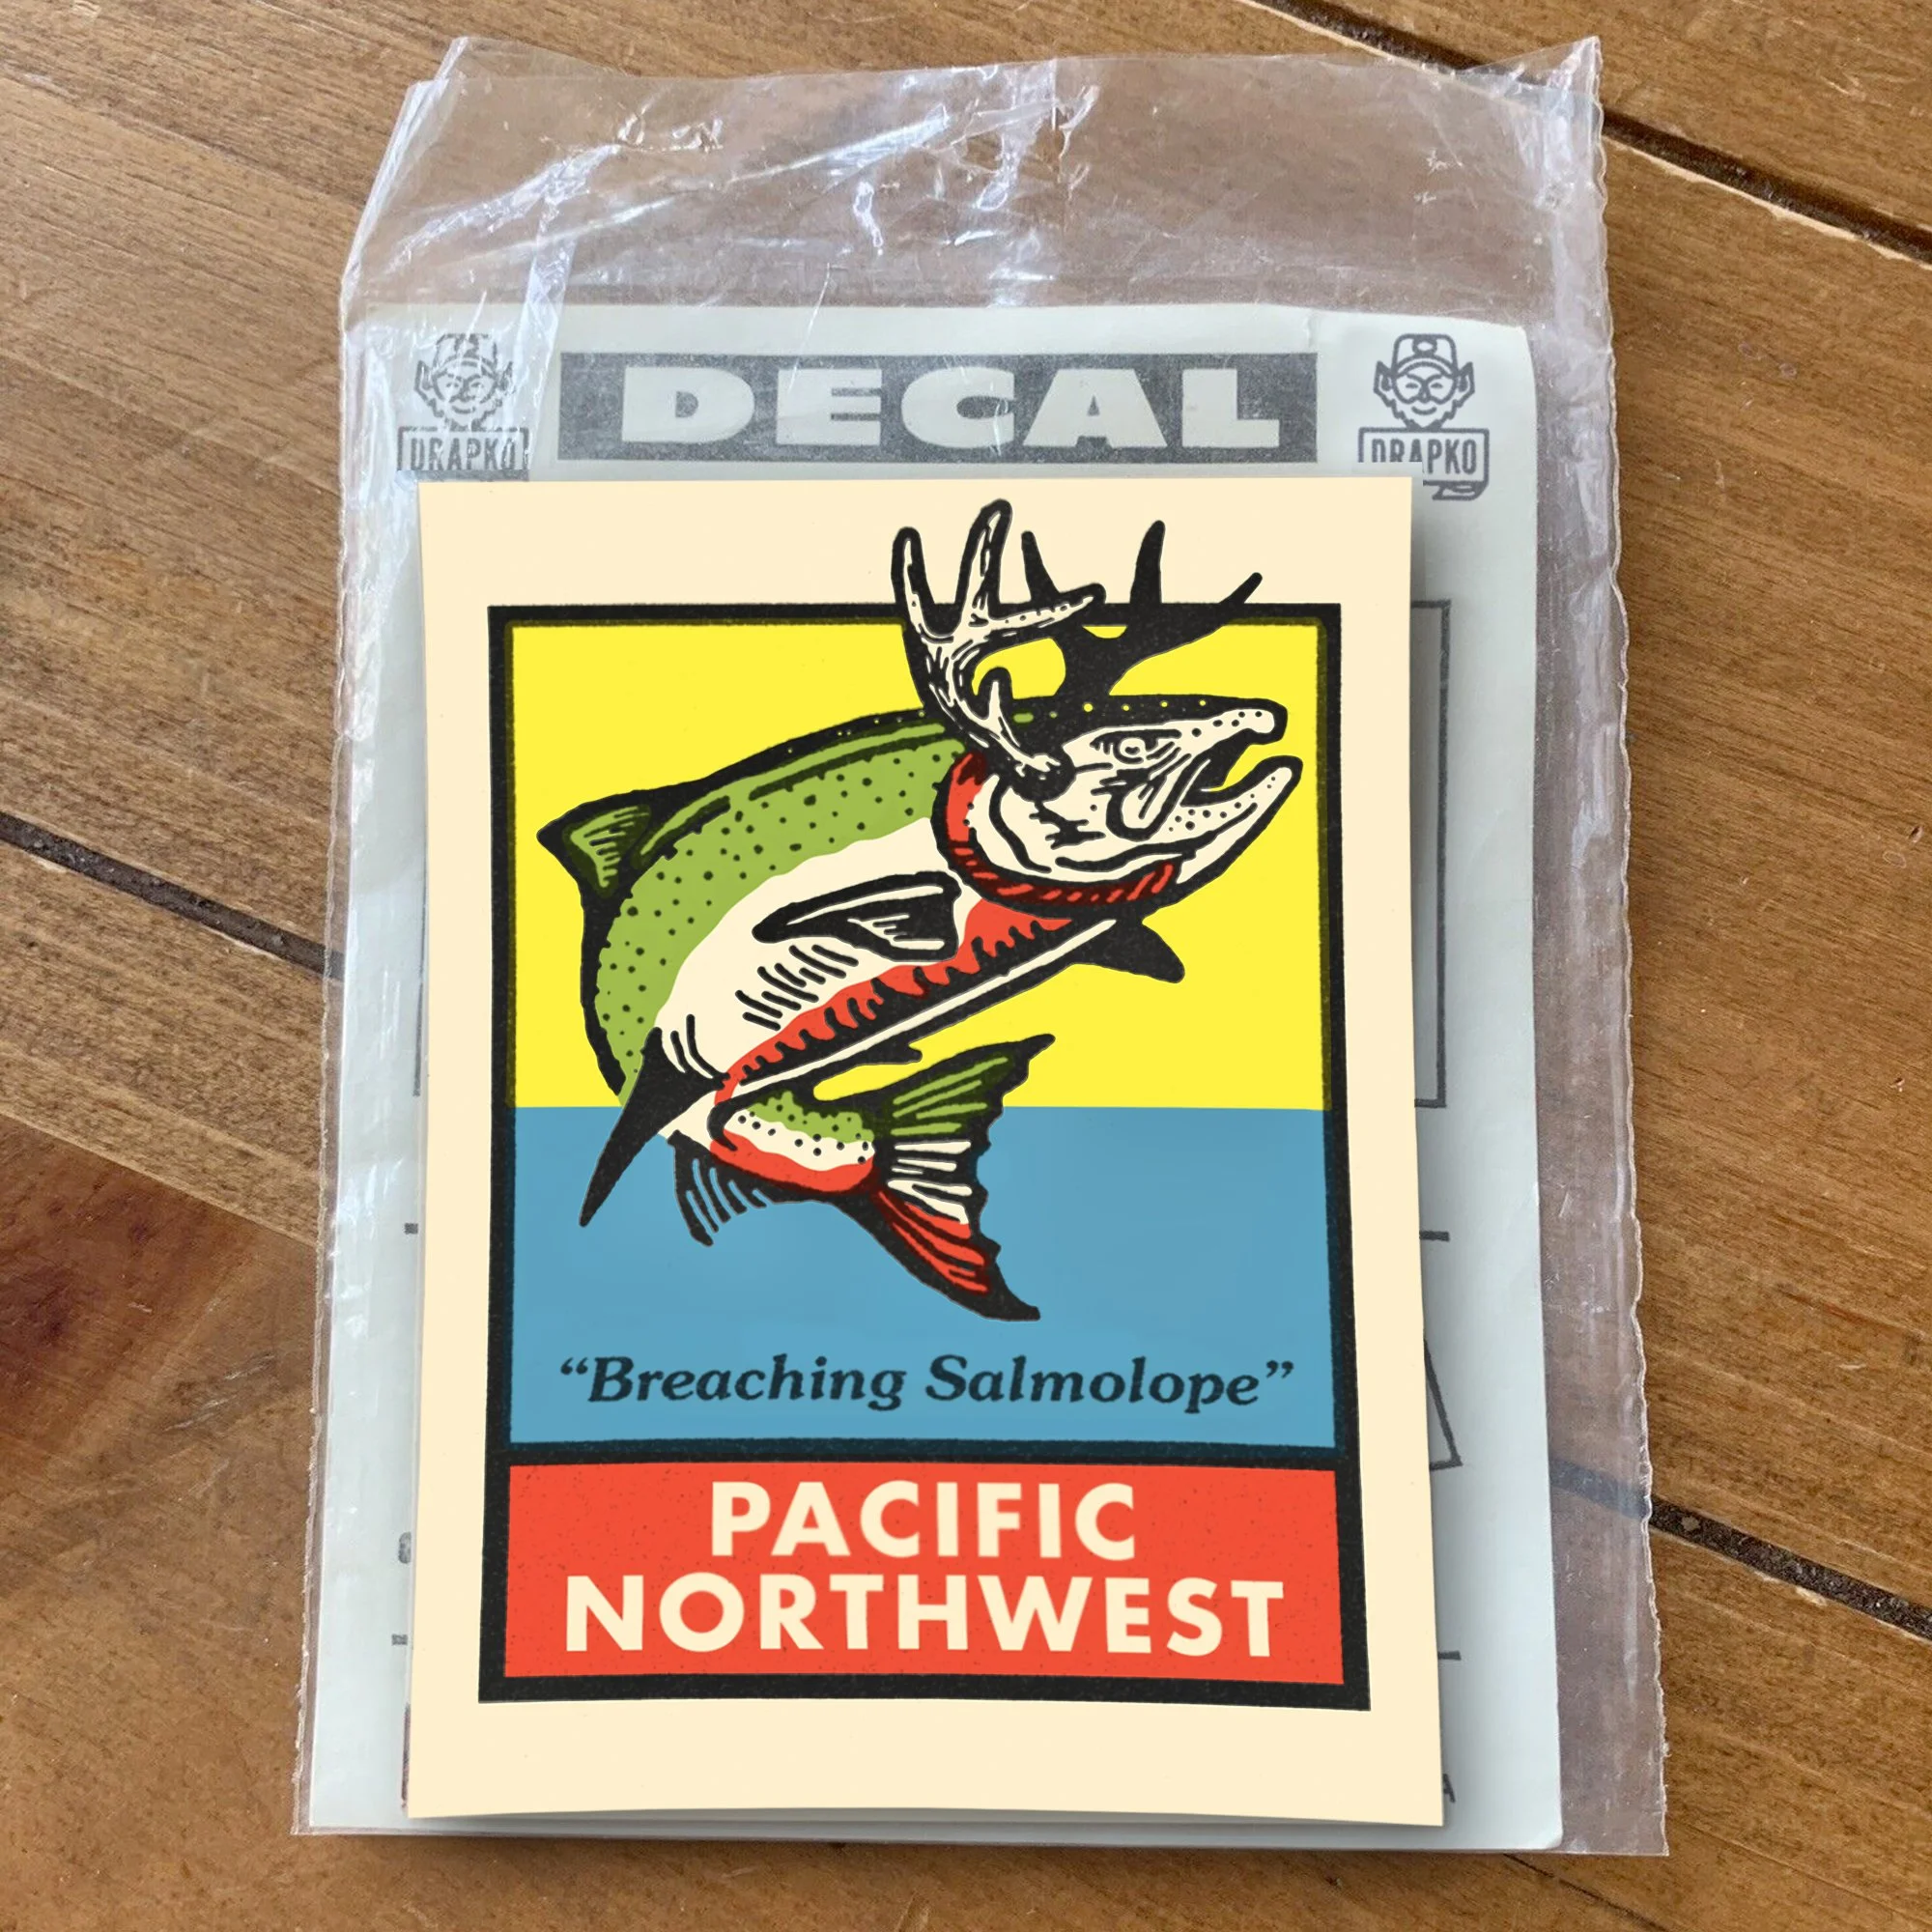 DECAL
DRAPKO
DRAPKO
“Breaching Salmolope”
PACIFIC
NORTHWEST